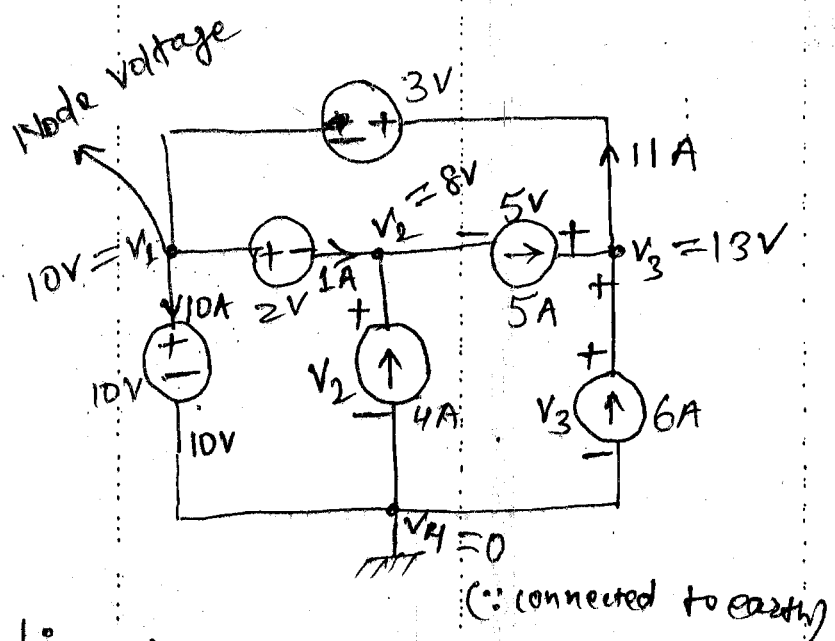 Node voltage
3V
- +
11A
V2 = 8V
5V
10V = V1
+
1A
- +
V3 = 13V
10A
2V
+
5A
+
+
-
10V
V2
4A
-
+
V3
6A
-
10V
V4 = 0
(∵ connected to earth)